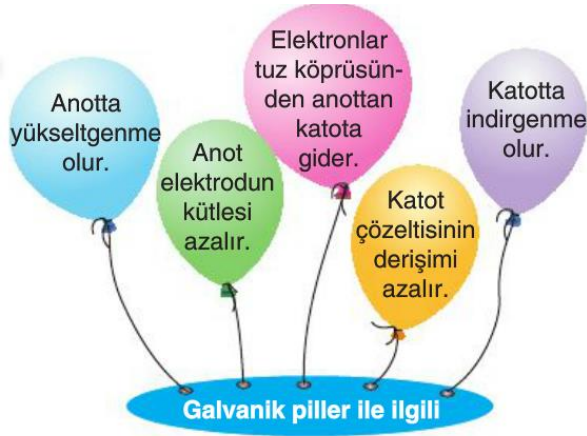 Anotta
yükseltgenme
olur.
Anot
elektrodun
kütlesi
azalır.
Elektronlar
tuz köprüsün-
den anottan
katota
gider.
Katot
çözeltisinin
derişimi
azalır.
Katotta
indirgenme
olur.
Galvanik piller ile ilgili